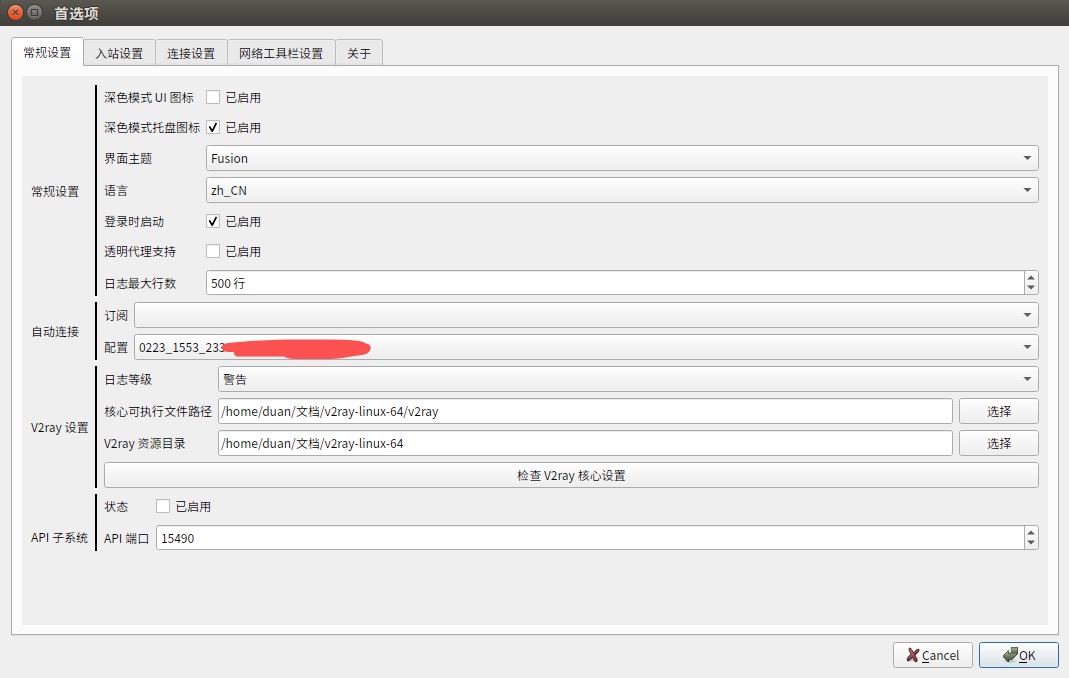 首选项
常规设置 入站设置 连接设置 网络工具栏设置 关于
常规设置
深色模式 UI 图标 已启用
深色模式托盘图标 已启用
界面主题 Fusion
语言 zh_CN
登录时启动 已启用
透明代理支持 已启用
日志最大行数 500 行
自动连接
订阅
配置 0223_1553_233
V2ray 设置
日志等级 警告
核心可执行文件路径 /home/duan/文档/v2ray-linux-64/v2ray 选择
V2ray 资源目录 /home/duan/文档/v2ray-linux-64 选择
检查 V2ray 核心设置
API 子系统
状态 已启用
API 端口 15490
Cancel OK